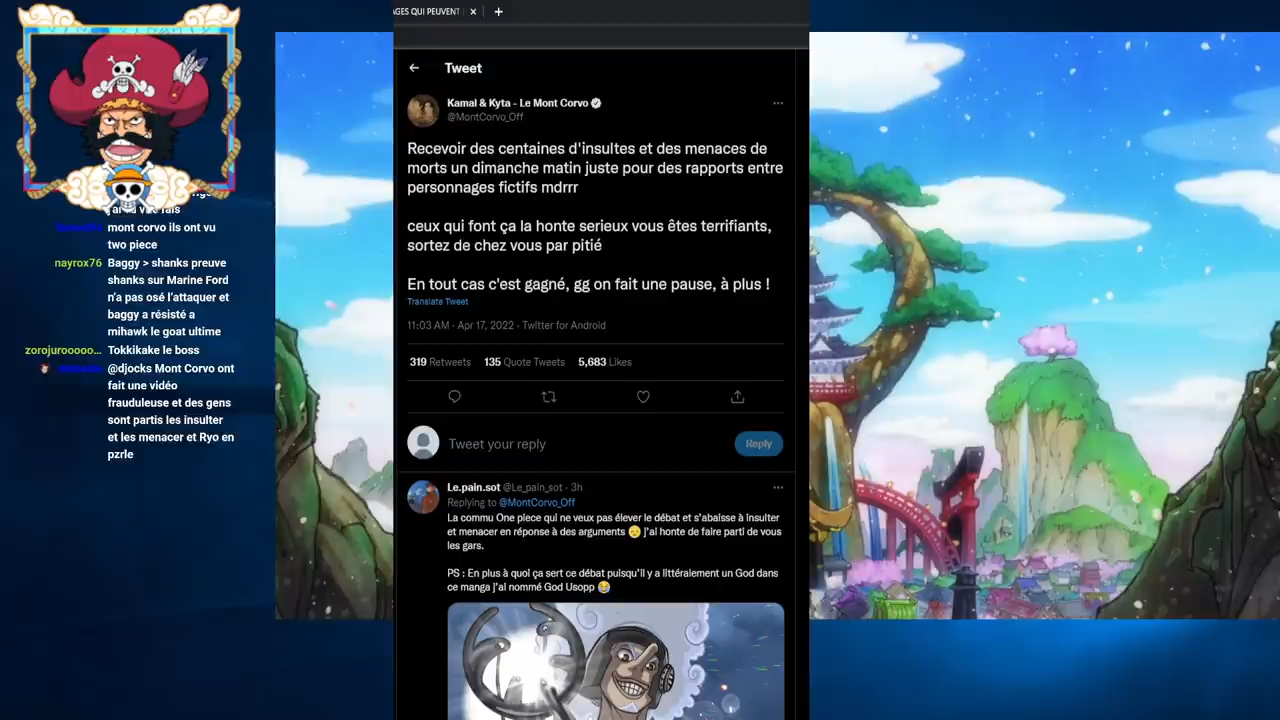 AGES QUI PEUVENT
Tweet
Kamal & Kyta - Le Mont Corvo
@MontCorvo_Off
Recevoir des centaines d'insultes et des menaces de
morts un dimanche matin juste pour des rapports entre
personnages fictifs mdrrr
ceux qui font ça la honte serieux vous êtes terrifiants,
sortez de chez vous par pitié
En tout cas c'est gagné, gg on fait une pause, à plus !
Translate Tweet
11:03 AM · Apr 17, 2022 · Twitter for Android
319 Retweets 135 Quote Tweets 5,683 Likes
Tweet your reply
Reply
Le.pain.sot @Le_pain_sot · 3h
Replying to @MontCorvo_Off
La commu One piece qui ne veux pas élever le débat et s'abaisse à insulter
et menacer en réponse à des arguments 😥 j'ai honte de faire parti de vous
les gars.
PS : En plus à quoi ça sert ce débat puisqu'il y a littéralement un God dans
ce manga j'ai nommé God Usopp 😂
mont corvo ils ont vu
two piece
nayrox76 Baggy > shanks preuve
shanks sur Marine Ford
n'a pas osé l'attaquer et
baggy a résisté a
mihawk le goat ultime
zorojurooooo... Tokkikake le boss
@djocks Mont Corvo ont
fait une vidéo
frauduleuse et des gens
sont partis les insulter
et les menacer et Ryo en
pzrle